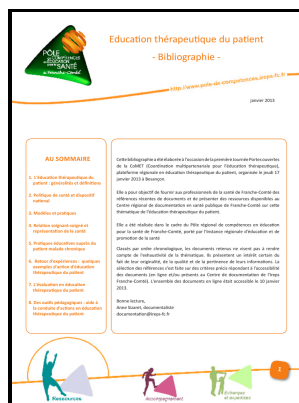 Education thérapeutique du patient
- Bibliographie -
PÔLE
DE COMPÉTENCES
EN ÉDUCATION
SANTÉ
de Franche-Comté
http://www.pole-de-competences.ireps-fc.fr
Janvier 2013
AU SOMMAIRE
1. L'éducation thérapeutique du
patient : généralités et définitions
2. Politique de santé et dispositif
national
3. Modèles et pratiques
4. Relation soignant-soigné et
représentation de la santé
5. Pratiques éducatives auprès du
patient malade chronique
6. Retour d'expériences : quelques
exemples d'action d'éducation
thérapeutique du patient
7. L'évaluation en éducation
thérapeutique du patient
8. Des outils pédagogiques : aide à
la conduite d'actions en éducation
thérapeutique du patient
Cette bibliographie a été élaborée à l'occasion de la première Journée Portes ouvertes
de la CoMET (Coordination multipartenariale pour l'éducation thérapeutique),
plateforme régionale en éducation thérapeutique du patient, organisée le jeudi 17
janvier 2013 à Besançon.
Elle a pour objectif de fournir aux professionnels de la santé de Franche-Comté des
références récentes de documents et de présenter des ressources disponibles au
Centre régional de documentation en santé publique de Franche-Comté sur cette
thématique de l'éducation thérapeutique du patient.
Elle a été réalisée dans le cadre du Pôle régional de compétences en éducation
pour la santé de Franche-Comté, porté par l'Instance régionale d'éducation et de
promotion de la santé
Classés par ordre chronologique, les documents retenus ne visent pas à rendre
compte de l'exhaustivité de la thématique. Ils présentent un intérêt certain du
fait de leur originalité, de la qualité et de la pertinence de leurs informations. La
sélection des références s'est faite sur des critères précis répondant à l'accessibilité
des documents (en ligne et/ou présents au Centre de documentation de l'Ireps
Franche-Comté). L'ensemble des documents en ligne était accessible le 10 janvier
2013.
Bonne lecture,
Anne Sizaret, documentaliste
documentation@ireps-fc.fr
Ressources
Accompagnement
Echanges
et mutualisation